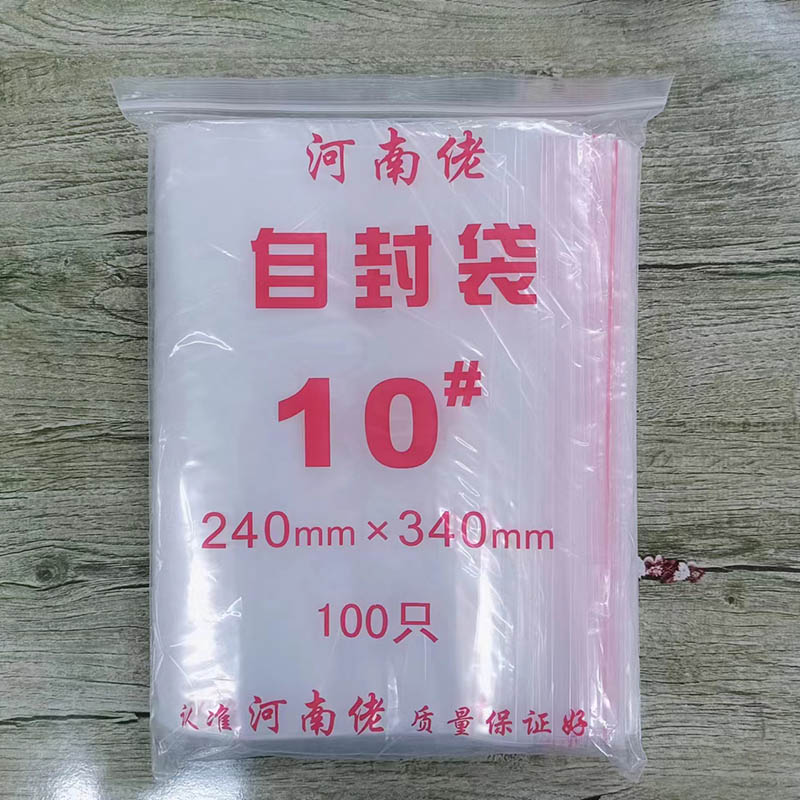 河南佬
自封袋
10#
240mm×340mm
100只
认准河南佬 质量保证好